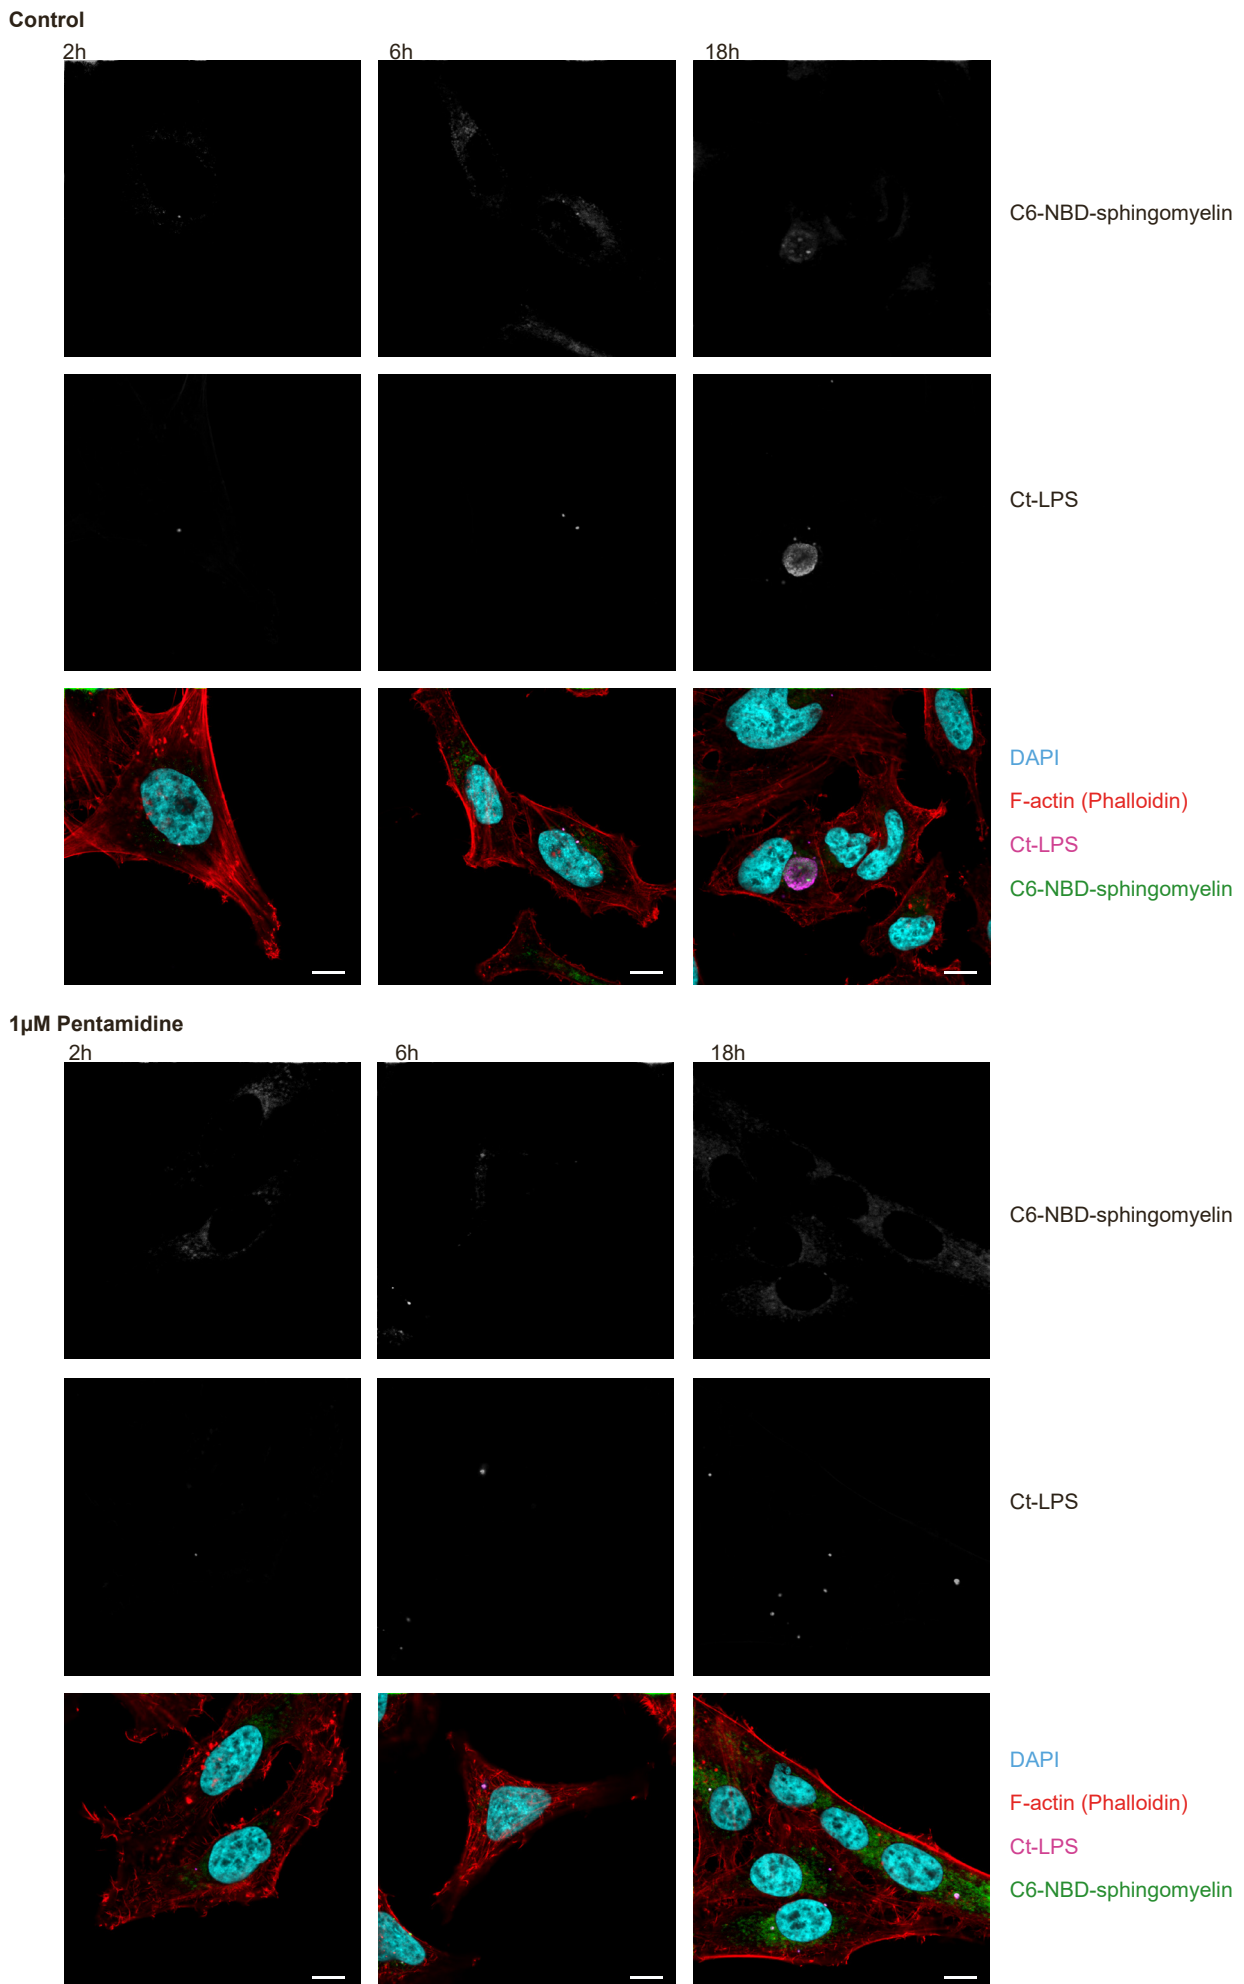 Control
2h 6h 18h
C6-NBD-sphingomyelin
Ct-LPS
DAPI
F-actin (Phalloidin)
Ct-LPS
C6-NBD-sphingomyelin
1µM Pentamidine
2h 6h 18h
C6-NBD-sphingomyelin
Ct-LPS
DAPI
F-actin (Phalloidin)
Ct-LPS
C6-NBD-sphingomyelin